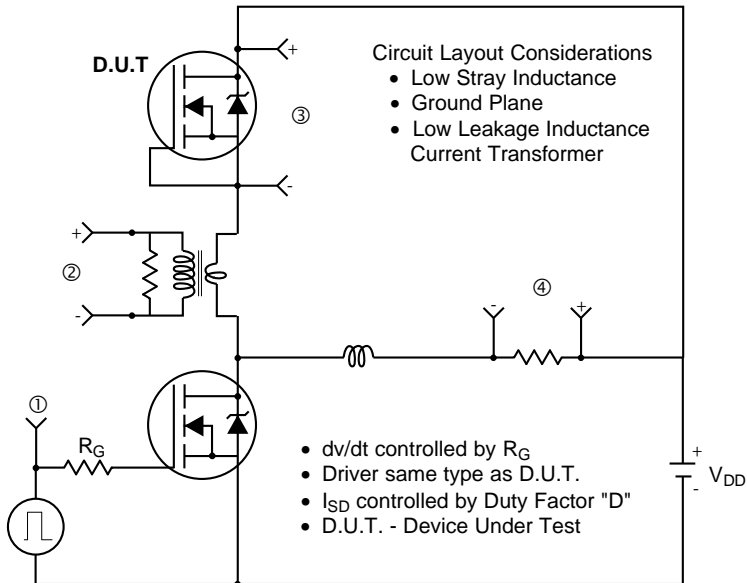 D.U.T
+
③
-
Circuit Layout Considerations
• Low Stray Inductance
• Ground Plane
• Low Leakage Inductance
Current Transformer
+
②
-
-
④
+
①
RG
• dv/dt controlled by RG
• Driver same type as D.U.T.
• ISD controlled by Duty Factor "D"
• D.U.T. - Device Under Test
+
VDD
-